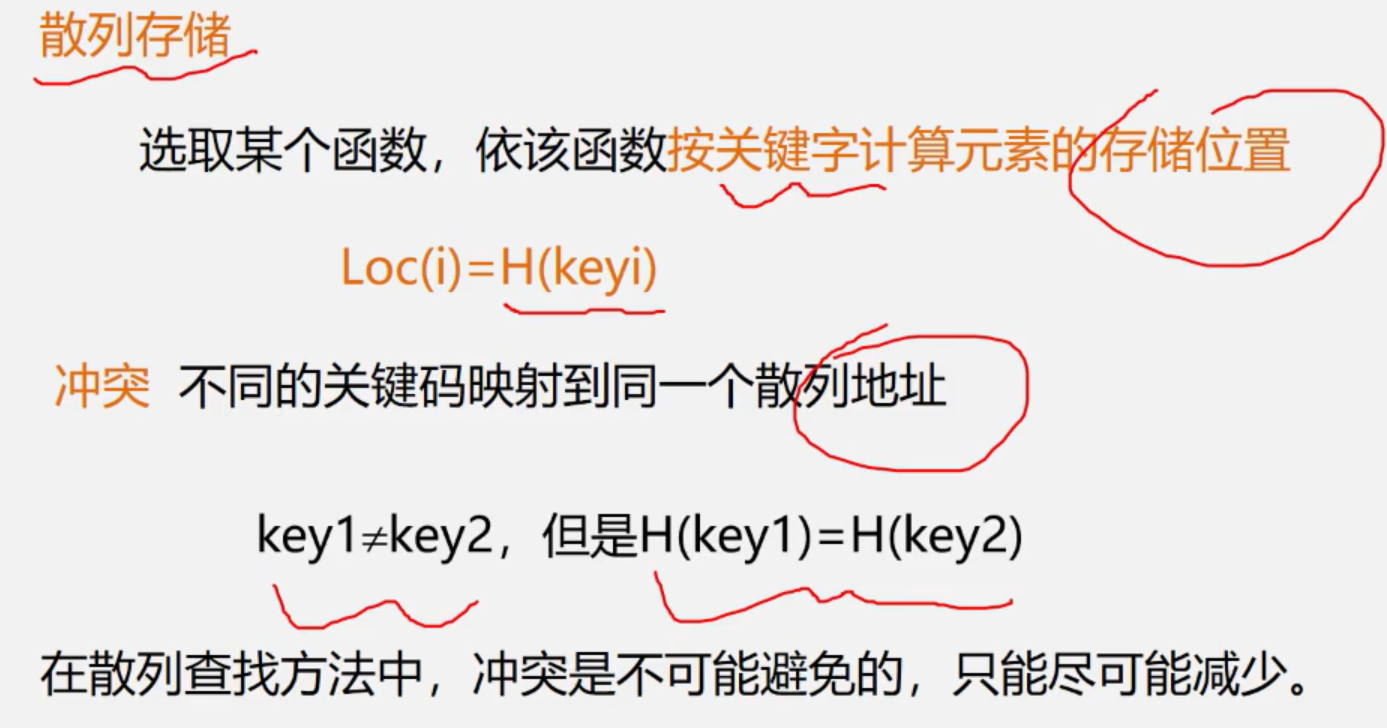 散列存储
选取某个函数，依该函数按关键字计算元素的存储位置
Loc(i)=H(keyi)
冲突 不同的关键码映射到同一个散列地址
key1≠key2，但是H(key1)=H(key2)
在散列查找方法中，冲突是不可能避免的，只能尽可能减少。